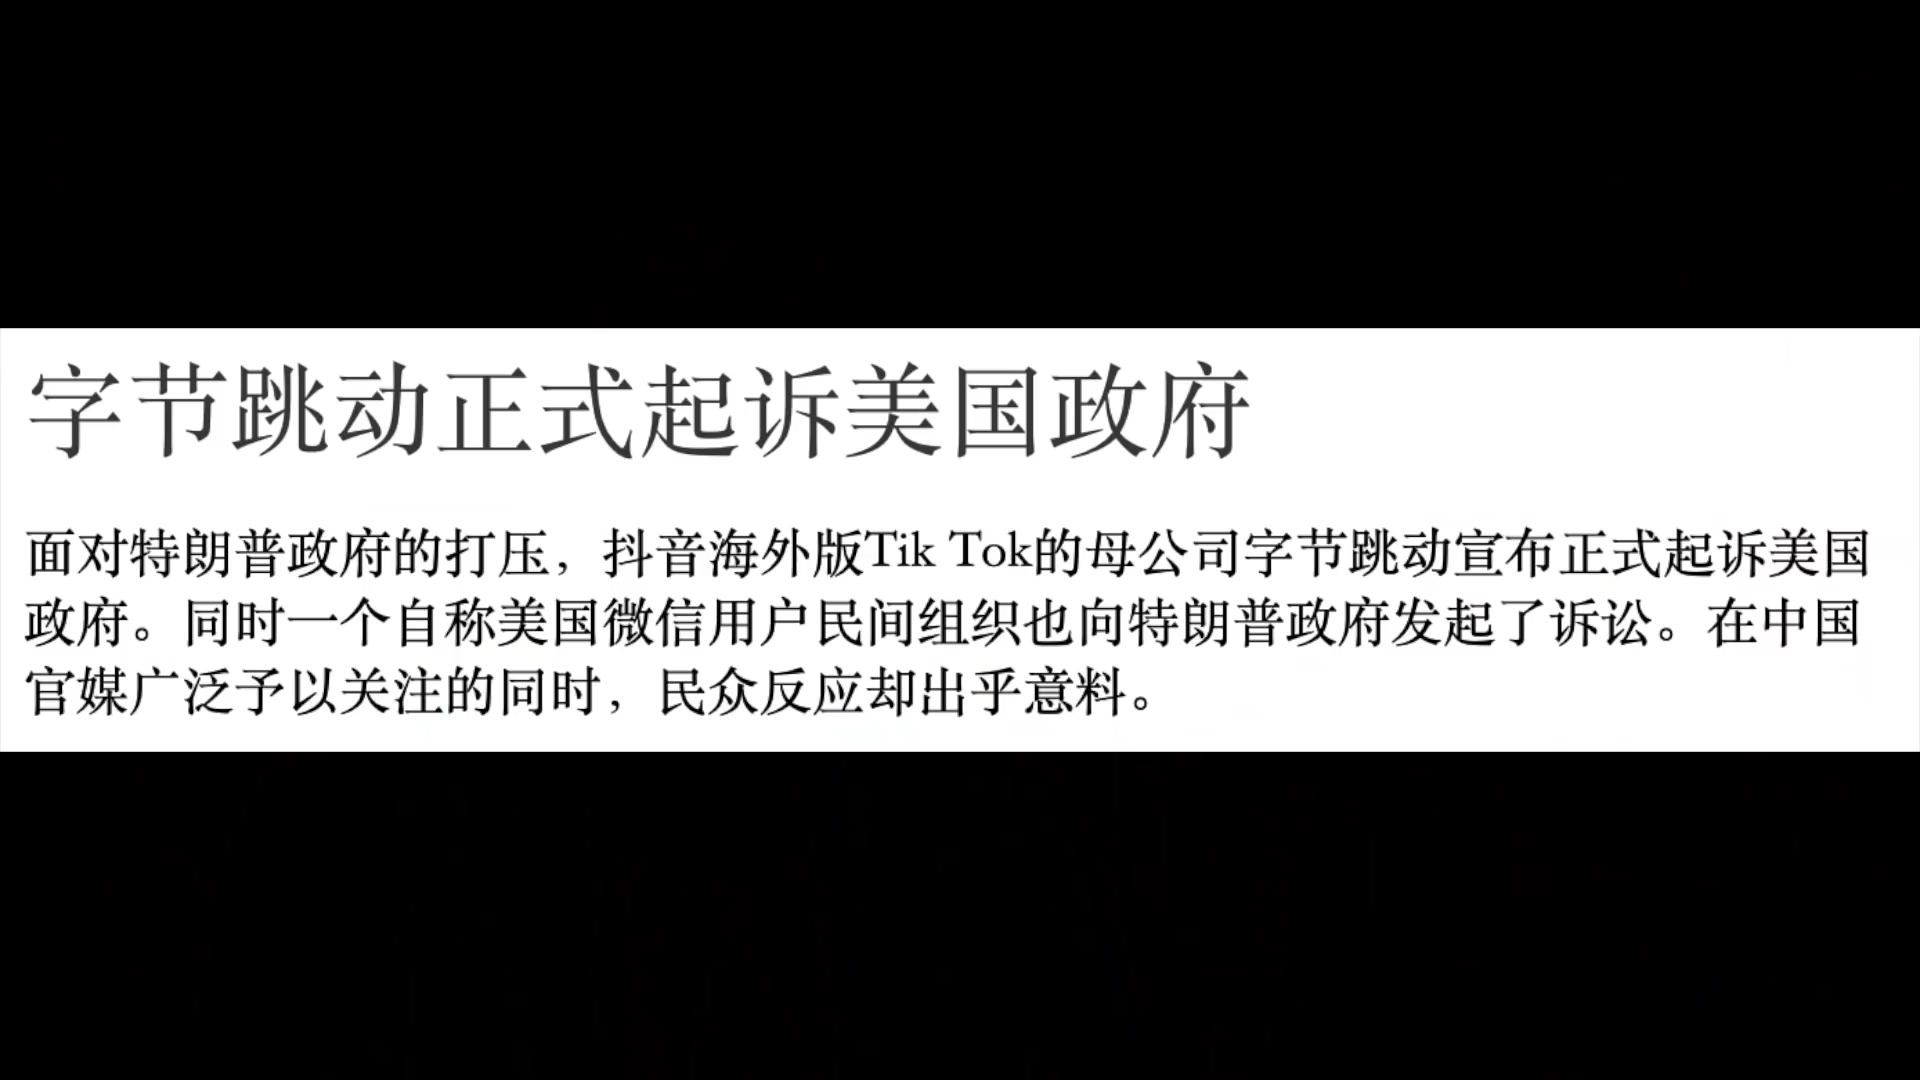 字节跳动正式起诉美国政府
面对特朗普政府的打压，抖音海外版Tik Tok的母公司字节跳动宣布正式起诉美国
政府。同时一个自称美国微信用户民间组织也向特朗普政府发起了诉讼。在中国
官媒广泛予以关注的同时，民众反应却出乎意料。